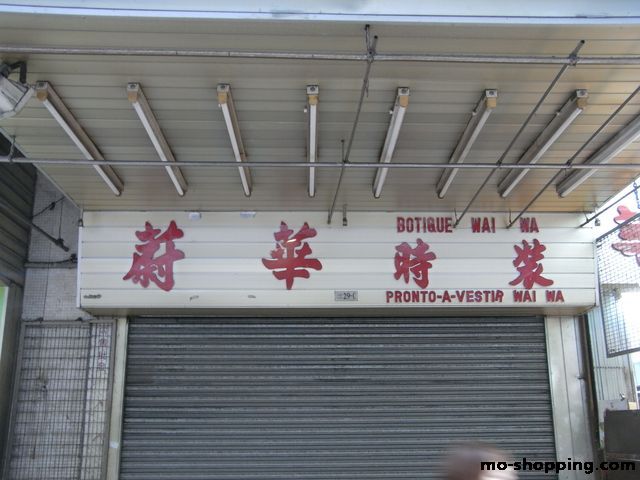 BOTIQUE WAI WA
蔚華時裝
PRONTO-A-VESTIR WAI WA
mo-shopping.com